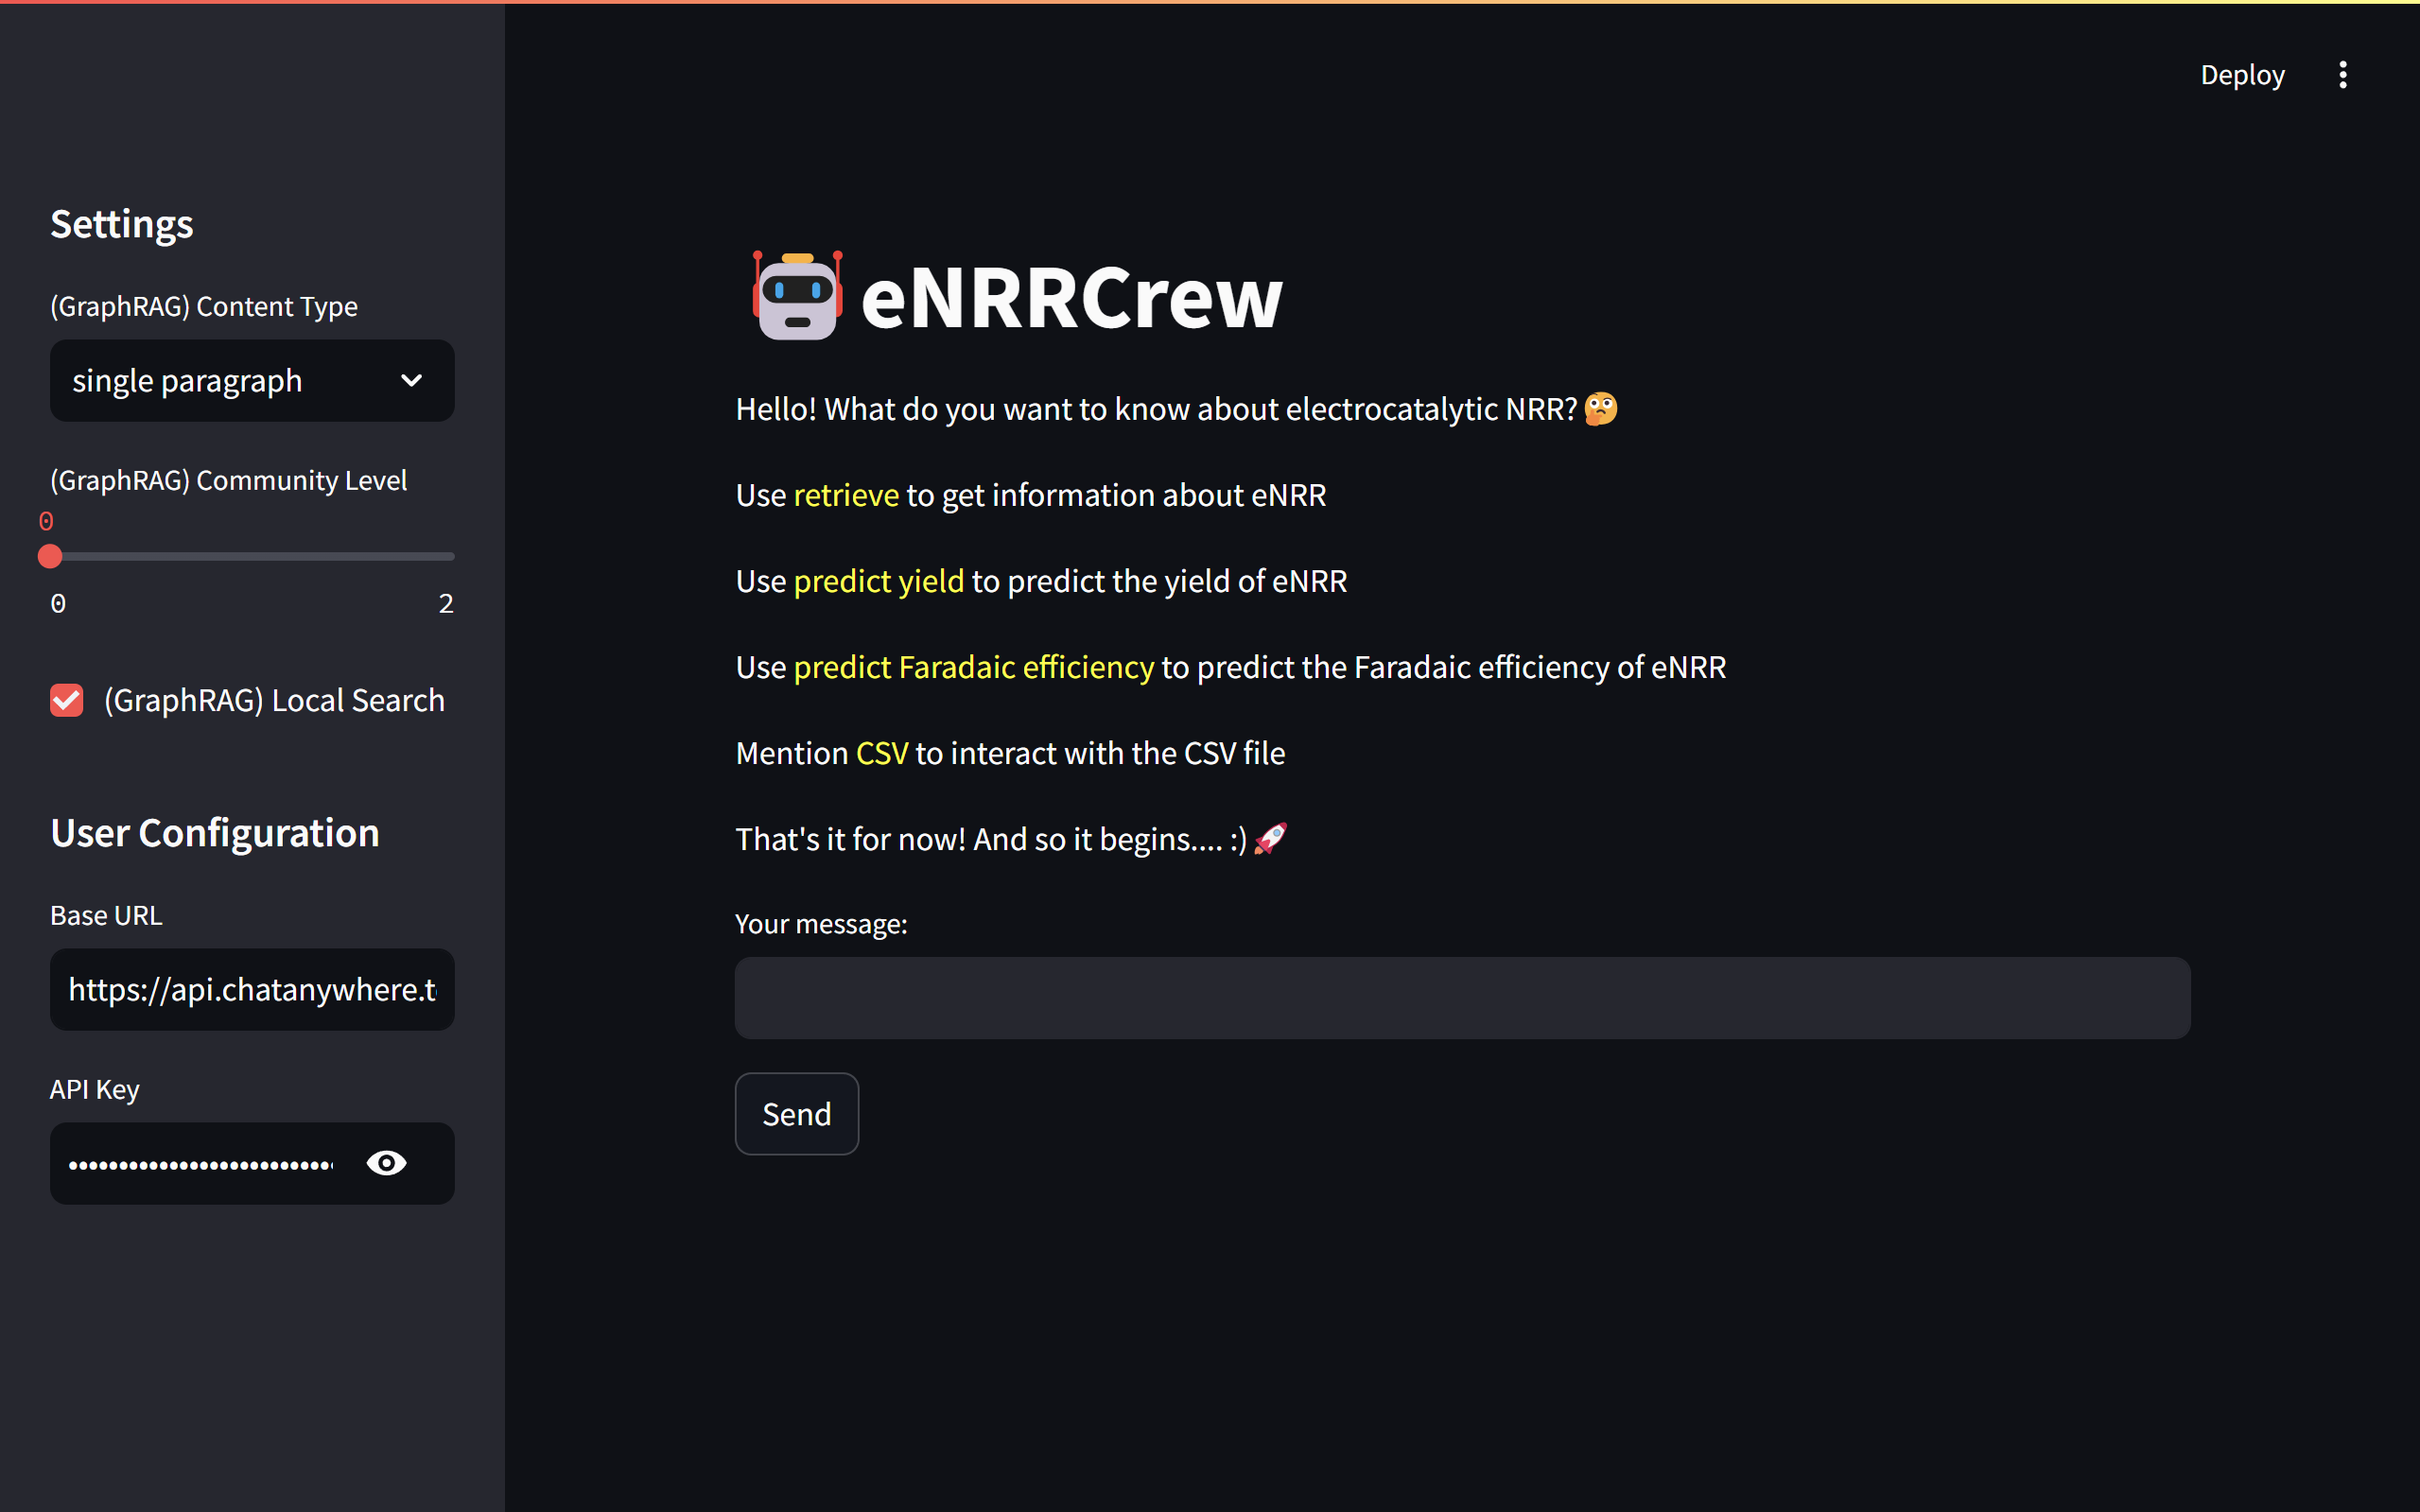 Deploy
Settings
(GraphRAG) Content Type
single paragraph
(GraphRAG) Community Level
0
0 2
(GraphRAG) Local Search
User Configuration
Base URL
https://api.chatanywhere.t
API Key
eNRRCrew
Hello! What do you want to know about electrocatalytic NRR?
Use retrieve to get information about eNRR
Use predict yield to predict the yield of eNRR
Use predict Faradaic efficiency to predict the Faradaic efficiency of eNRR
Mention CSV to interact with the CSV file
That's it for now! And so it begins.... :)
Your message:
Send